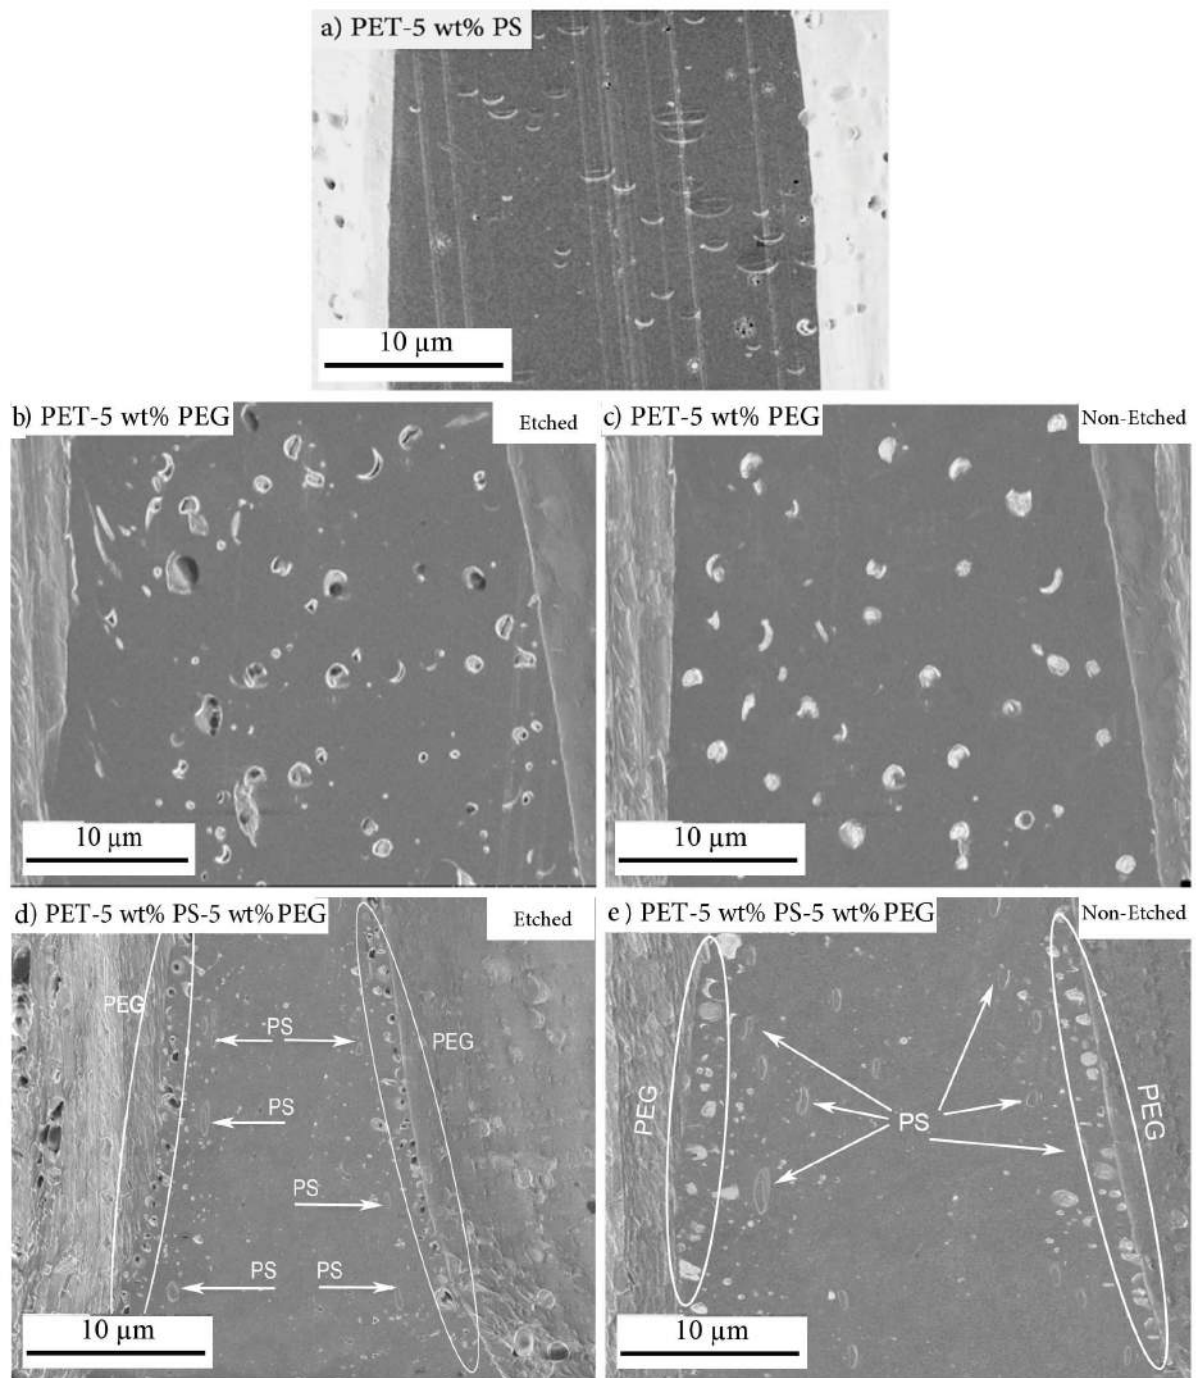 a) PET-5 wt% PS
10 µm
b) PET-5 wt% PEG
Etched
10 µm
c) PET-5 wt% PEG
Non-Etched
10 µm
d) PET-5 wt% PS-5 wt% PEG
Etched
PEG
PS
PEG
PS
PS
PS
PS
10 µm
e) PET-5 wt% PS-5 wt% PEG
Non-Etched
PEG
PS
PEG
10 µm